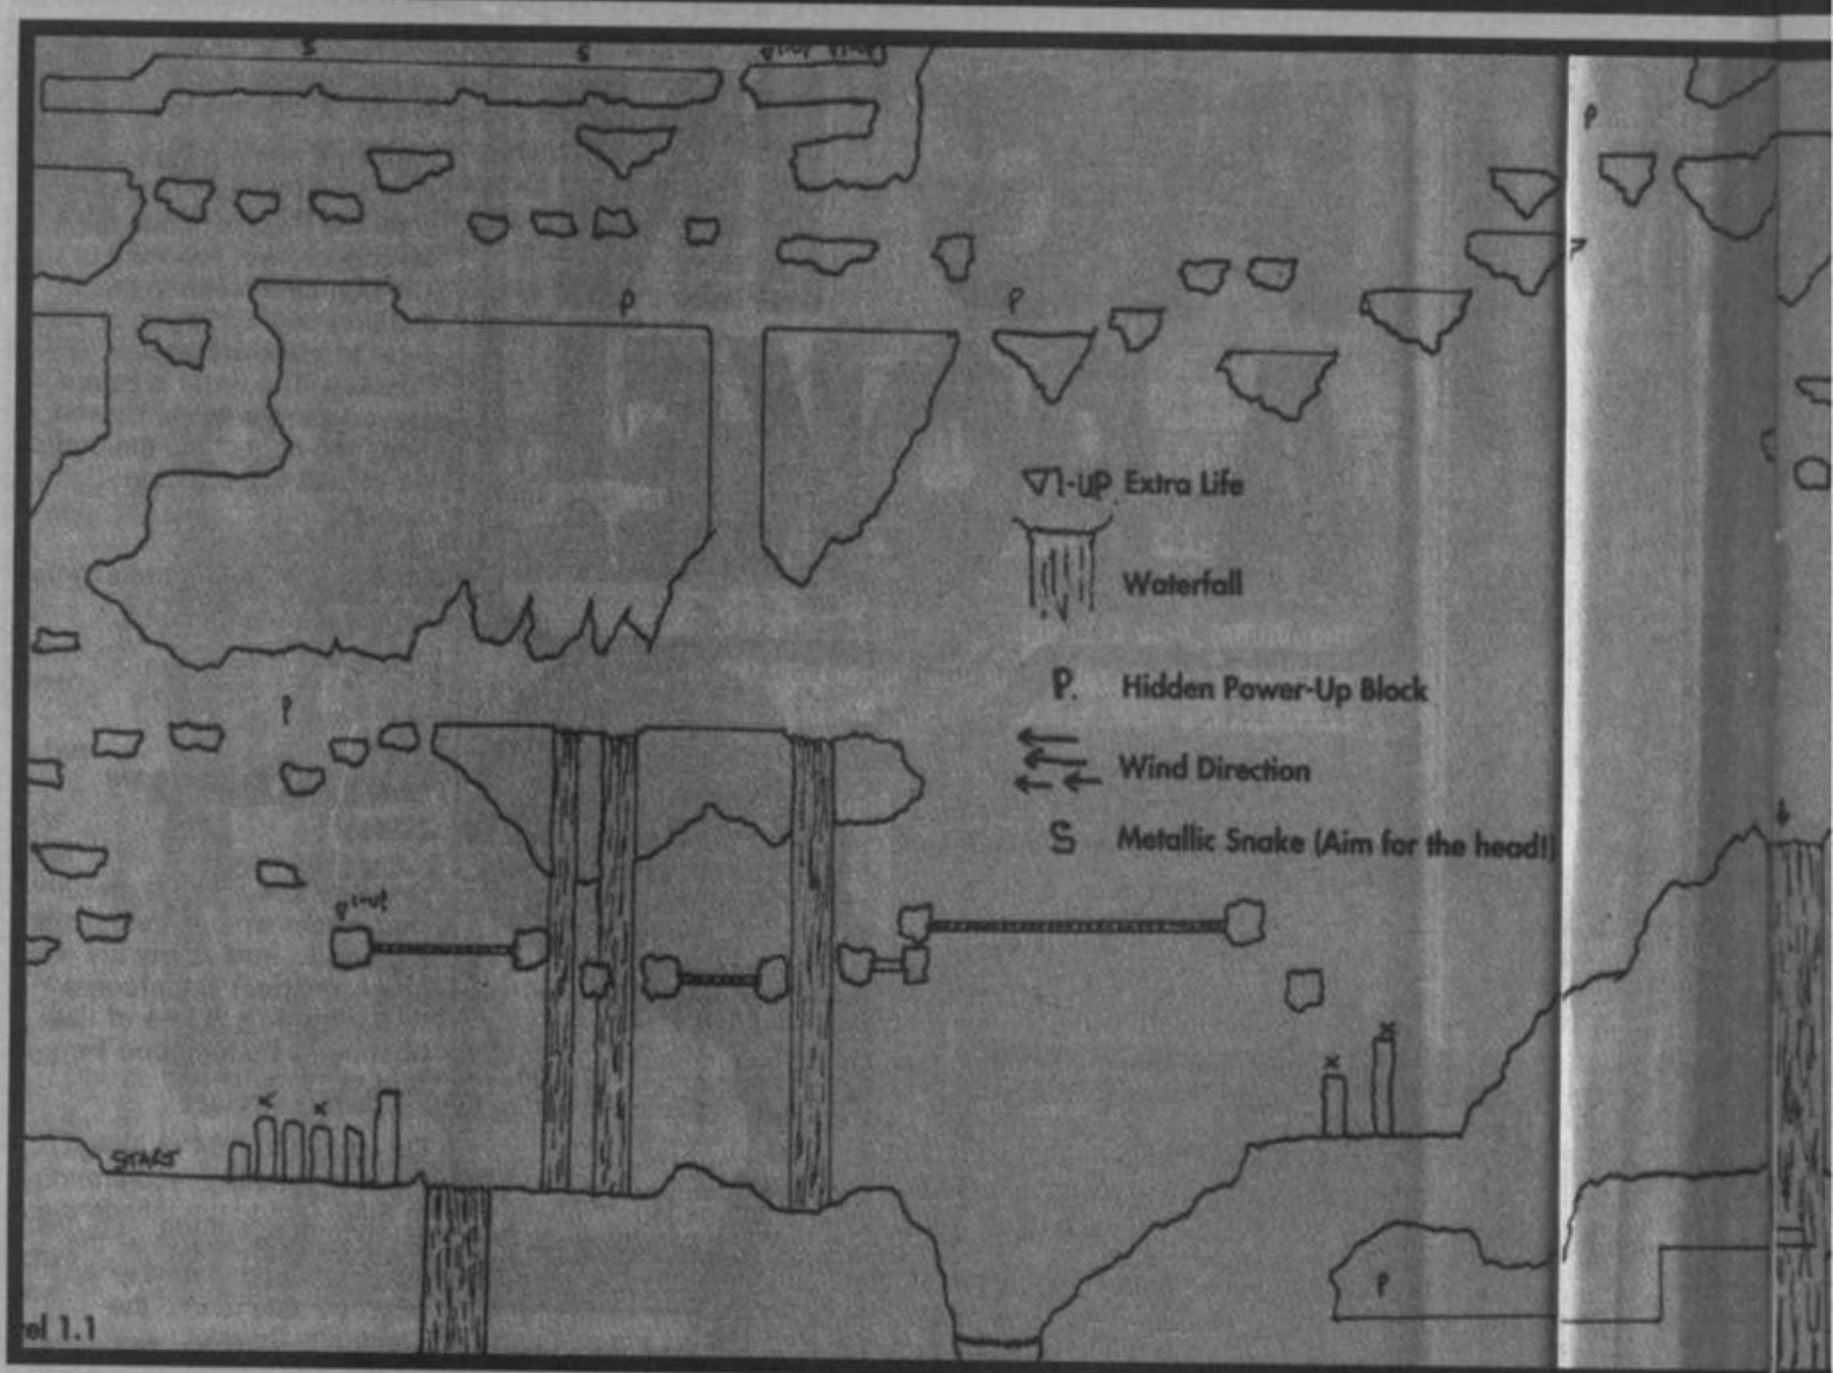 S S
P
P P
▽1-UP Extra Life
Waterfall
P. Hidden Power-Up Block
P
Wind Direction
S Metallic Snake (Aim for the head!)
x
x
x x
START
P
el 1.1